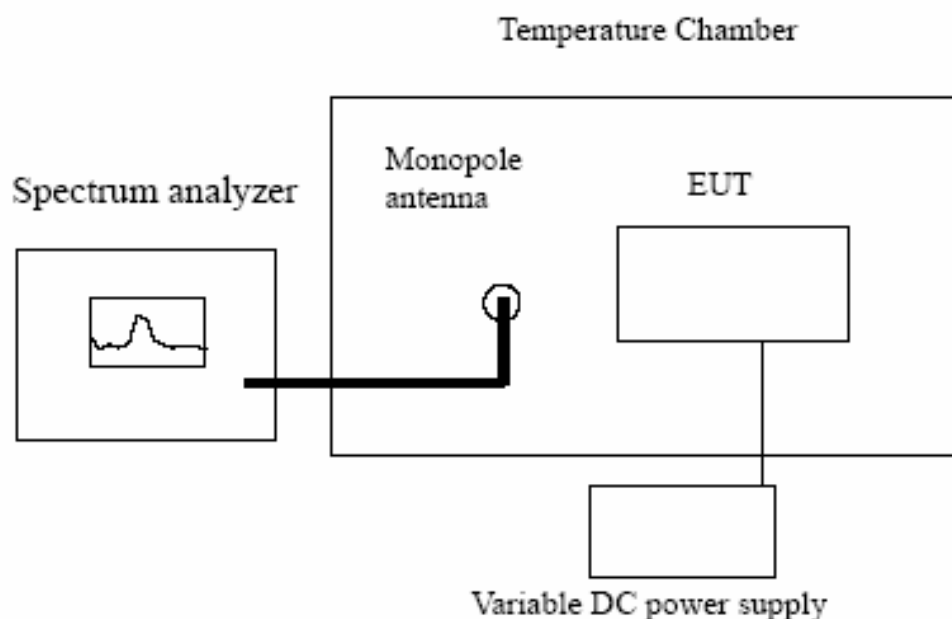 Temperature Chamber
Monopole
antenna
EUT
Spectrum analyzer
Variable DC power supply